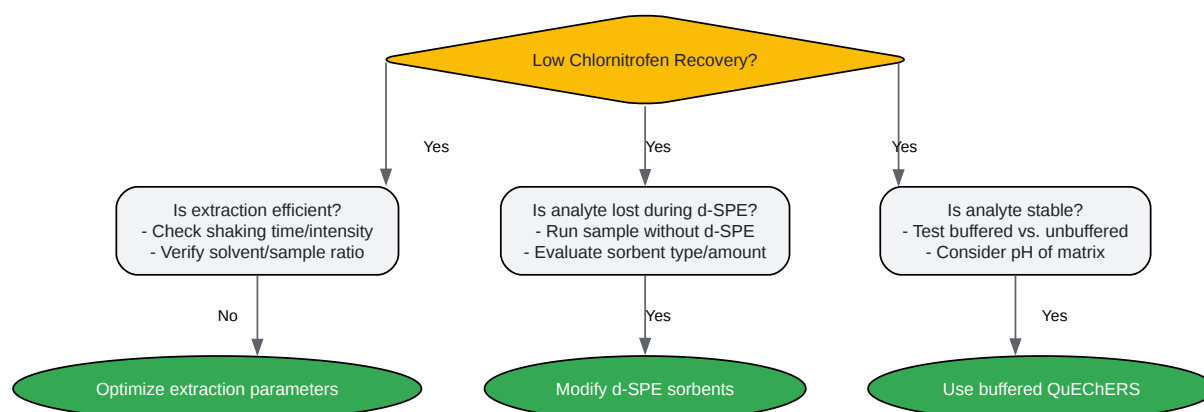 Low Chlornitrofen Recovery?
Yes
Yes
Yes
Is extraction efficient?
- Check shaking time/intensity
- Verify solvent/sample ratio
Is analyte lost during d-SPE?
- Run sample without d-SPE
- Evaluate sorbent type/amount
Is analyte stable?
- Test buffered vs. unbuffered
- Consider pH of matrix
No
Yes
Yes
Optimize extraction parameters
Modify d-SPE sorbents
Use buffered QuEChERS